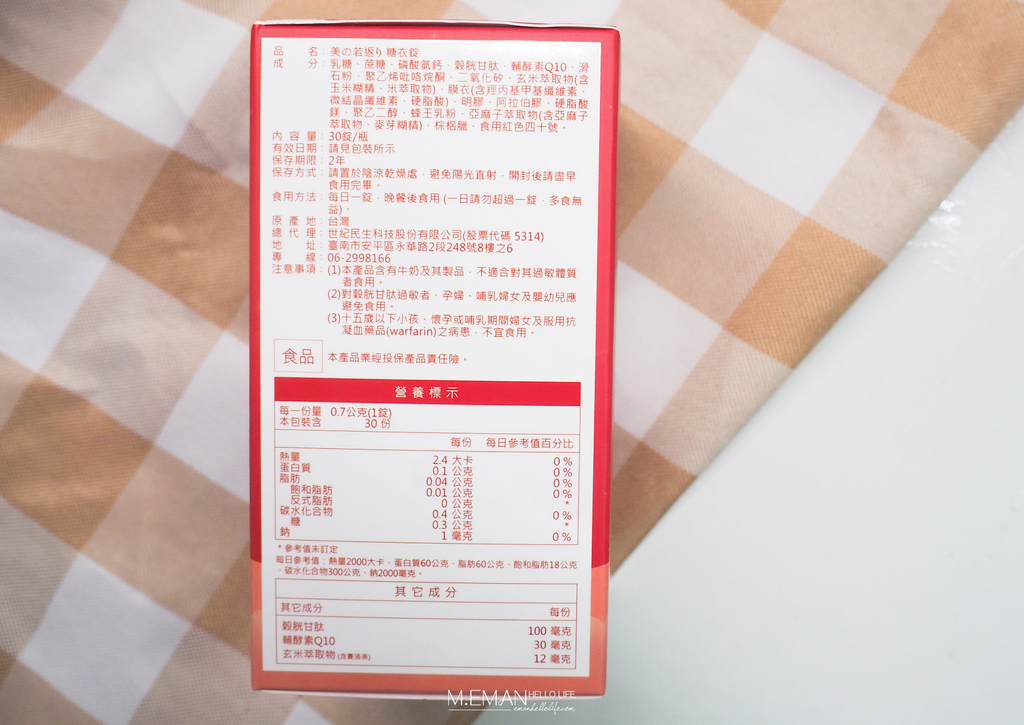 品　　名：美の若返り 糖衣錠
成　　分：乳糖、蔗糖、磷酸氫鈣、穀胱甘肽、輔酵素Q10、滑
石粉、聚乙烯吡咯烷酮、二氧化矽、玄米萃取物(含
玉米糊精、米萃取物)、膜衣(含羥丙基甲基纖維素、
微結晶纖維素、硬脂酸)、明膠、阿拉伯膠、硬脂酸
鎂、聚乙二醇、蜂王乳粉、亞麻子萃取物(含亞麻子
萃取物、麥芽糊精)、棕梠臘、食用紅色四十號。
內 容 量：30錠/瓶
有效日期：請見包裝所示
保存期限：2年
保存方式：請置於陰涼乾燥處，避免陽光直射，開封後請盡早
食用完畢。
食用方法：每日一錠，晚餐後食用 (一日請勿超過一錠，多食無
益)。
原 產 地：台灣
總 代 理：世紀民生科技股份有限公司(股票代碼 5314)
地　　址：臺南市安平區永華路2段248號8樓之6
專　　線：06-2998166
注意事項：(1)本產品含有牛奶及其製品，不適合對其過敏體質
者食用。
(2)對穀胱甘肽過敏者、孕婦、哺乳婦女及嬰幼兒應
避免食用。
(3)十五歲以下小孩、懷孕或哺乳期間婦女及服用抗
凝血藥品(warfarin)之病患，不宜食用。
食品 本產品業經投保產品責任險。
營養標示
每一份量 0.7公克(1錠)
本包裝含 30 份
每份 每日參考值百分比
熱量 2.4 大卡 0 %
蛋白質 0.1 公克 0 %
脂肪 0.04 公克 0 %
飽和脂肪 0.01 公克 0 %
反式脂肪 0 公克 *
碳水化合物 0.4 公克 0 %
糖 0.3 公克 *
鈉 1 毫克 0 %
* 參考值未訂定
每日參考值：熱量2000大卡、蛋白質60公克、脂肪60公克、飽和脂肪18公克
、碳水化合物300公克、鈉2000毫克。
其它成分
其它成分 每份
穀胱甘肽 100 毫克
輔酵素Q10 30 毫克
玄米萃取物 (含賽洛美) 12 毫克
M.EMAN HELLO LIFE
emanhellolife.com